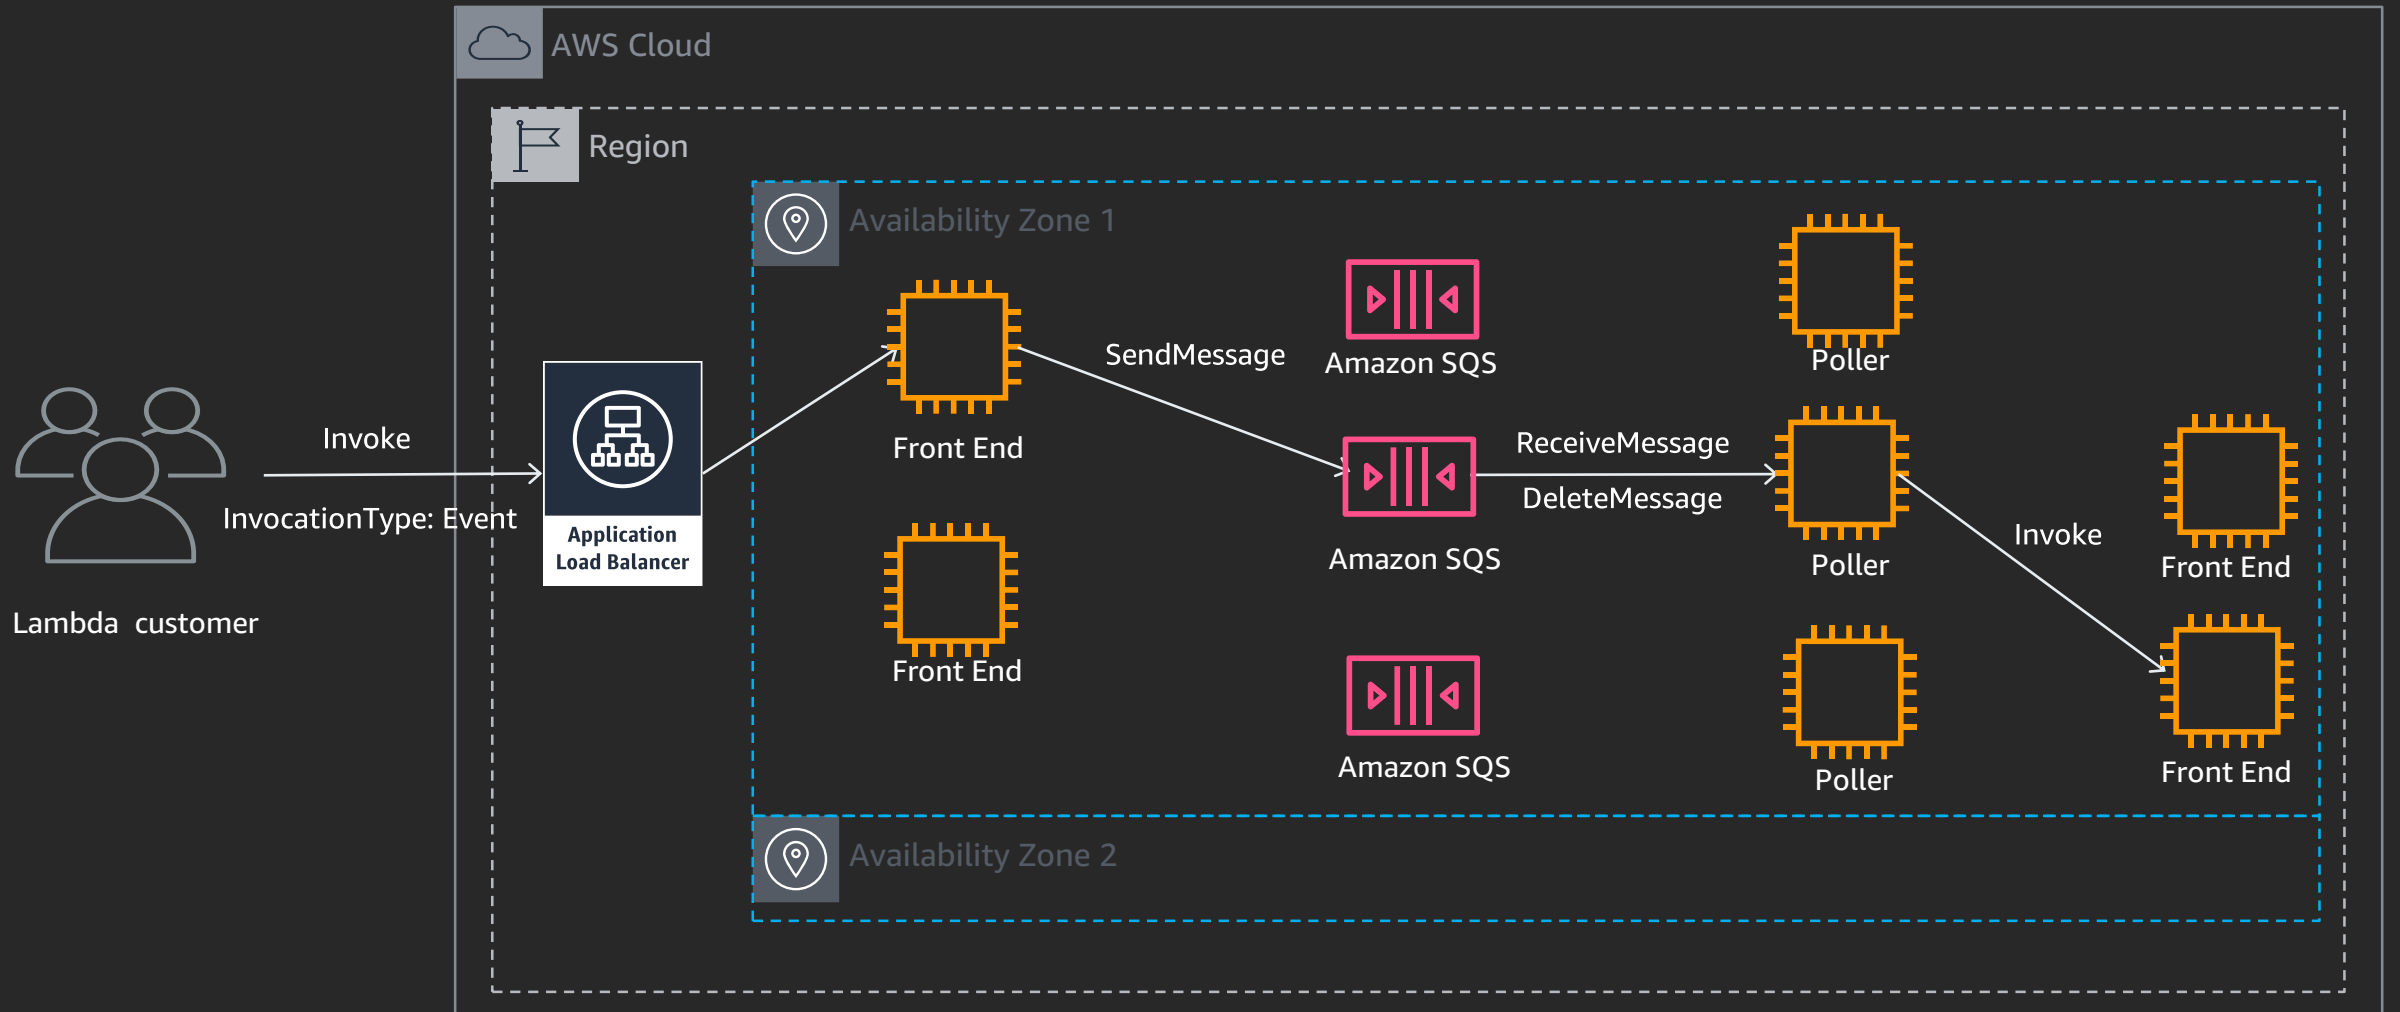 AWS Cloud
Region
Availability Zone 1
Lambda customer
Invoke
InvocationType: Event
Application
Load Balancer
Front End
Front End
SendMessage
Amazon SQS
Amazon SQS
Amazon SQS
ReceiveMessage
DeleteMessage
Poller
Poller
Poller
Invoke
Front End
Front End
Availability Zone 2